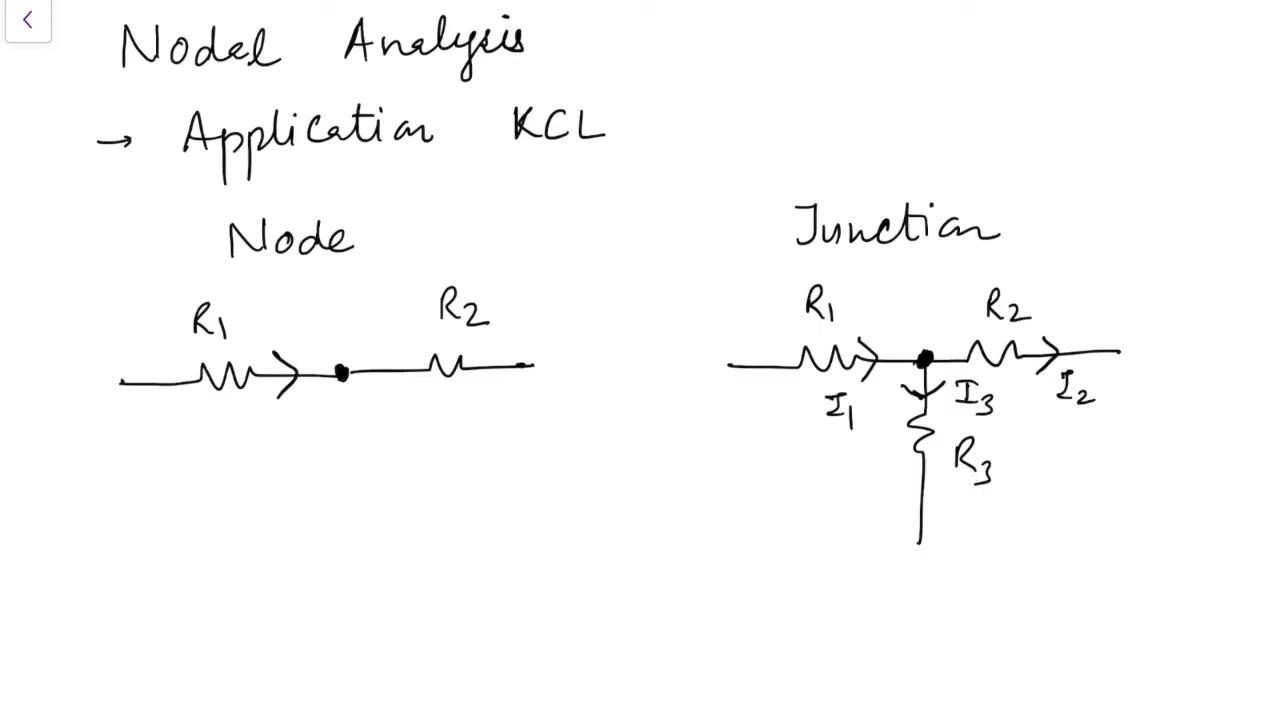 Nodal Analysis
→ Application KCL
Node
Junction
R1
R2
R1
R2
I1
I3
I2
R3